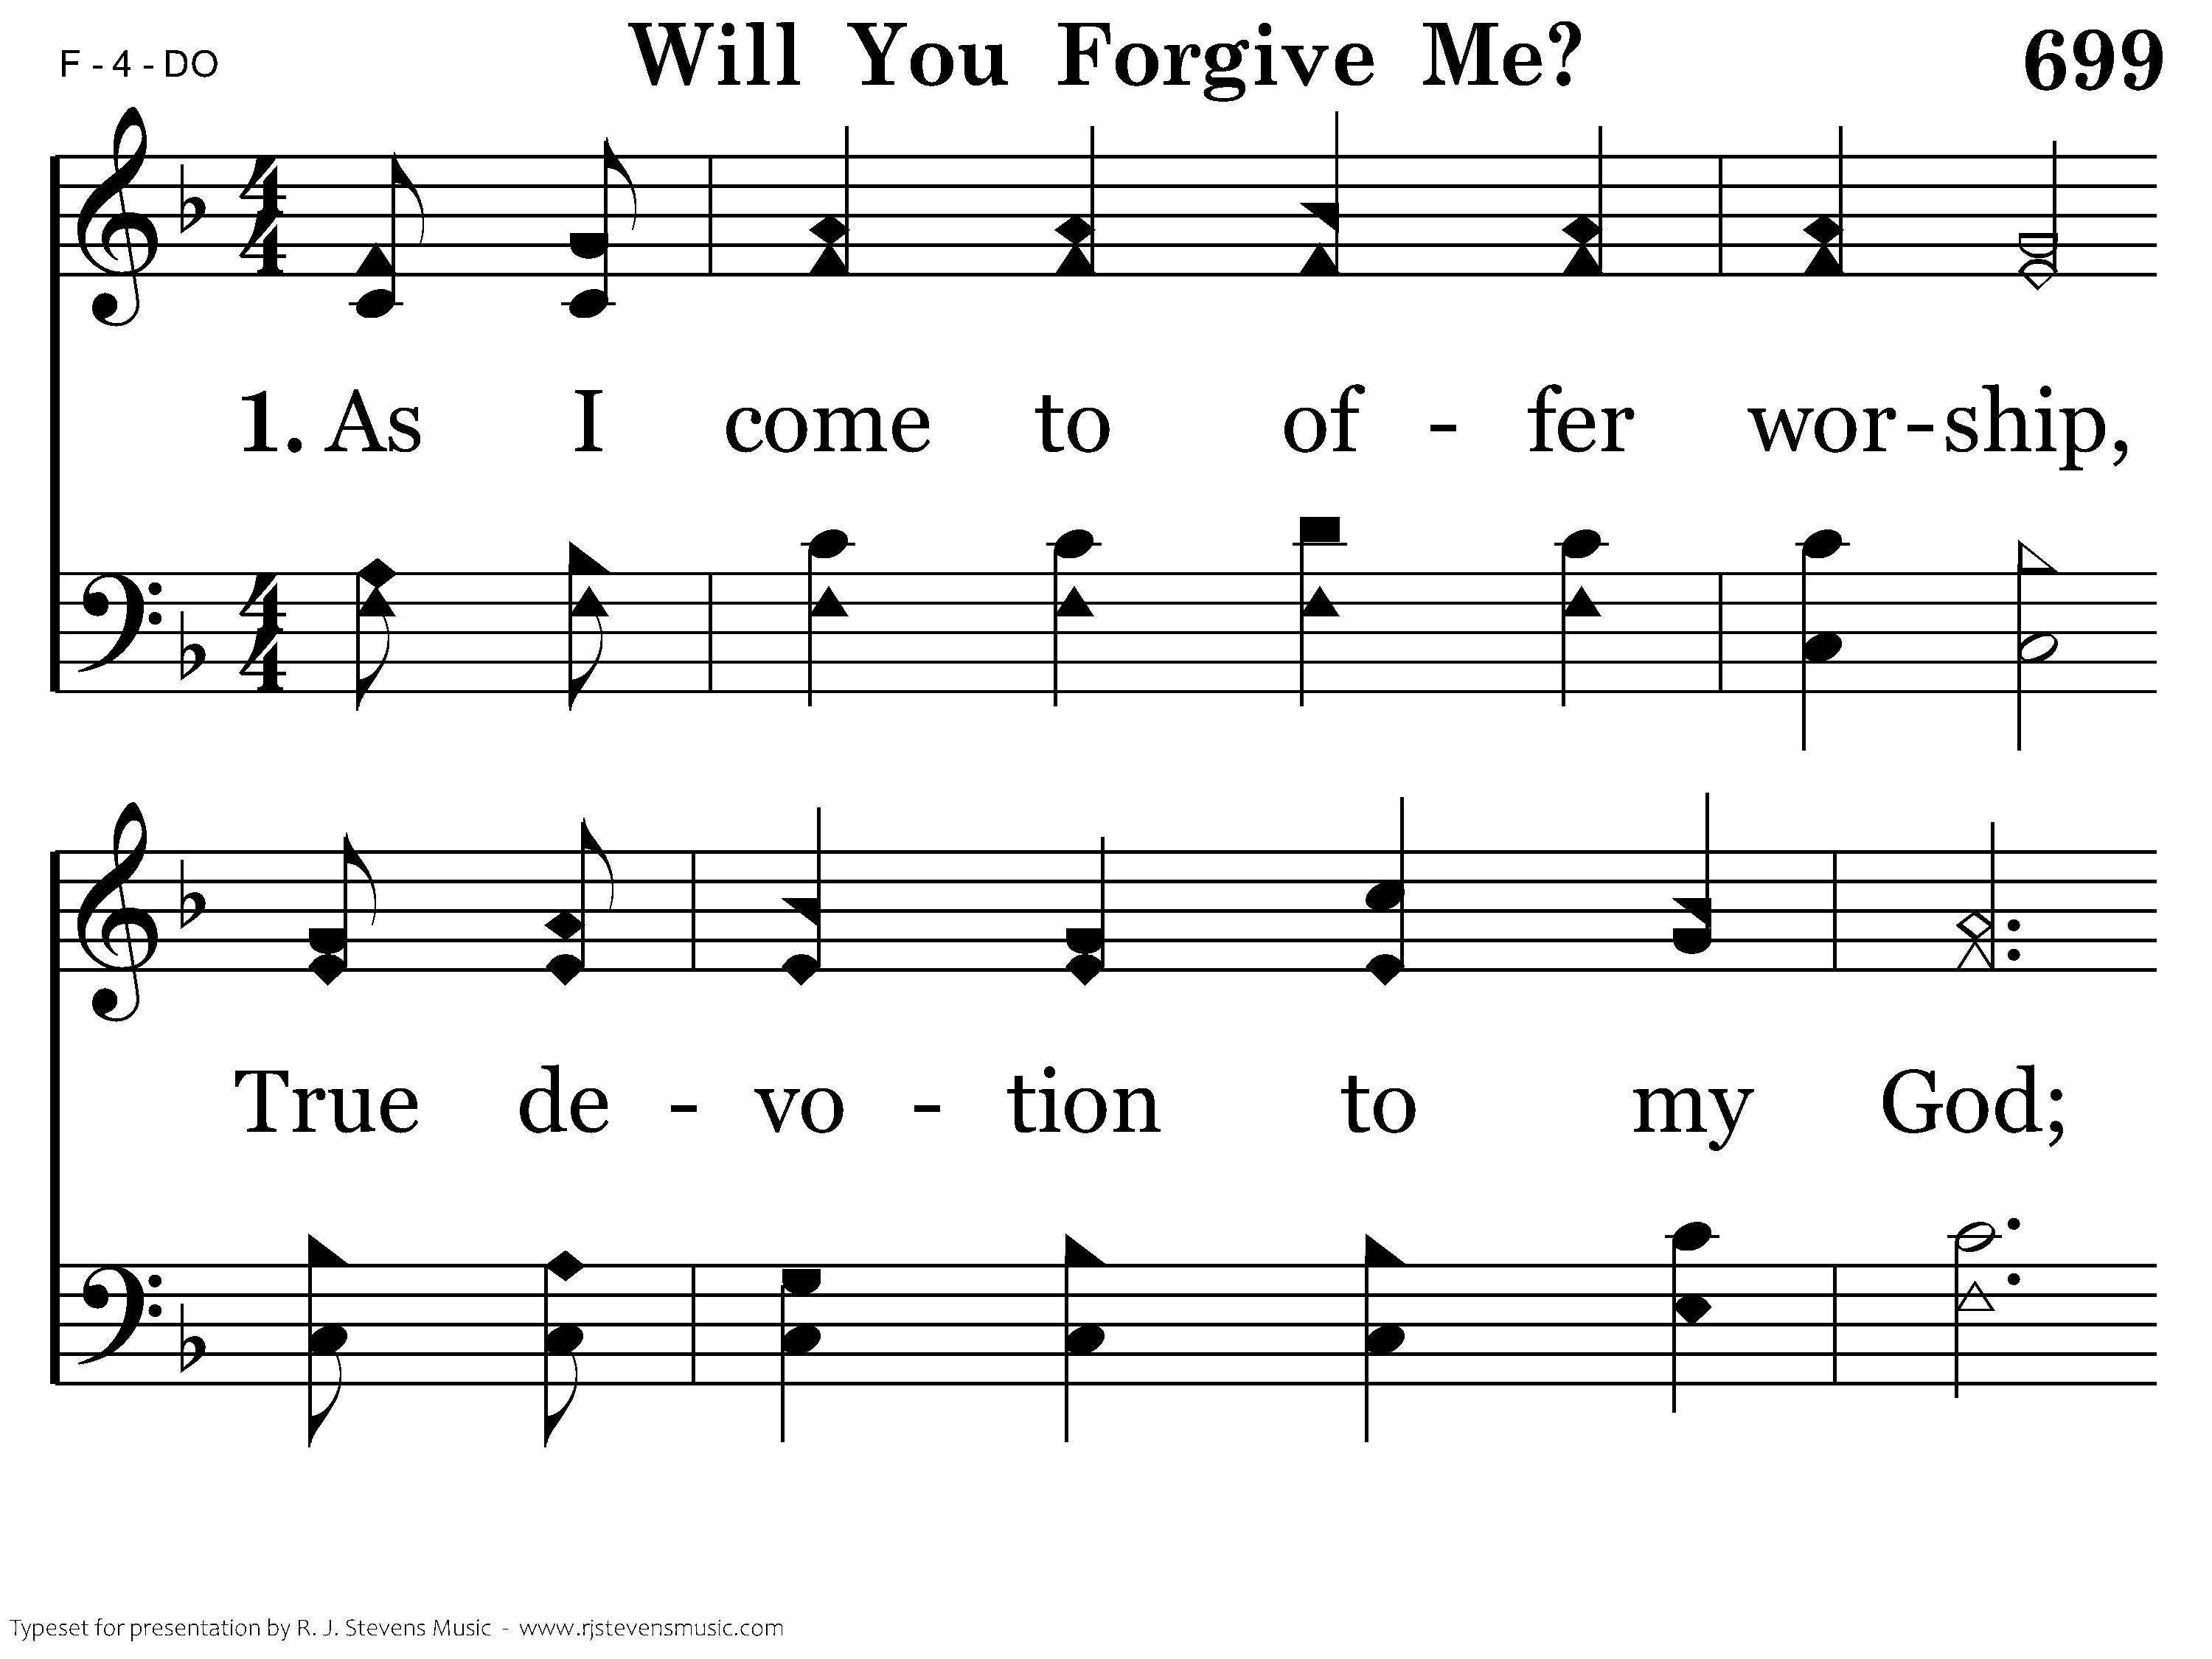 F - 4 - DO Will You Forgive Me? 699
1. As I come to of - fer wor - ship,
True de - vo - tion to my God;
Typeset for presentation by R. J. Stevens Music - www.rjstevensmusic.com